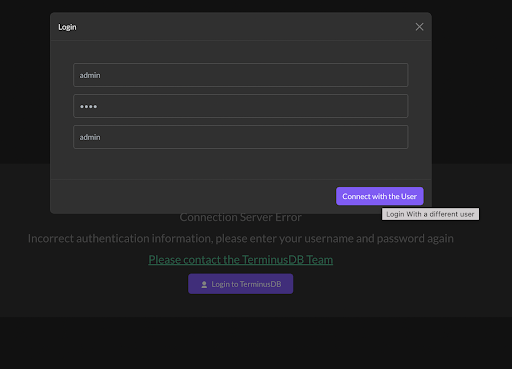 Login
admin
••••
admin
Connect with the User
Login With a different user
Connection Server Error
Incorrect authentication information, please enter your username and password again
Please contact the TerminusDB Team
Login to TerminusDB